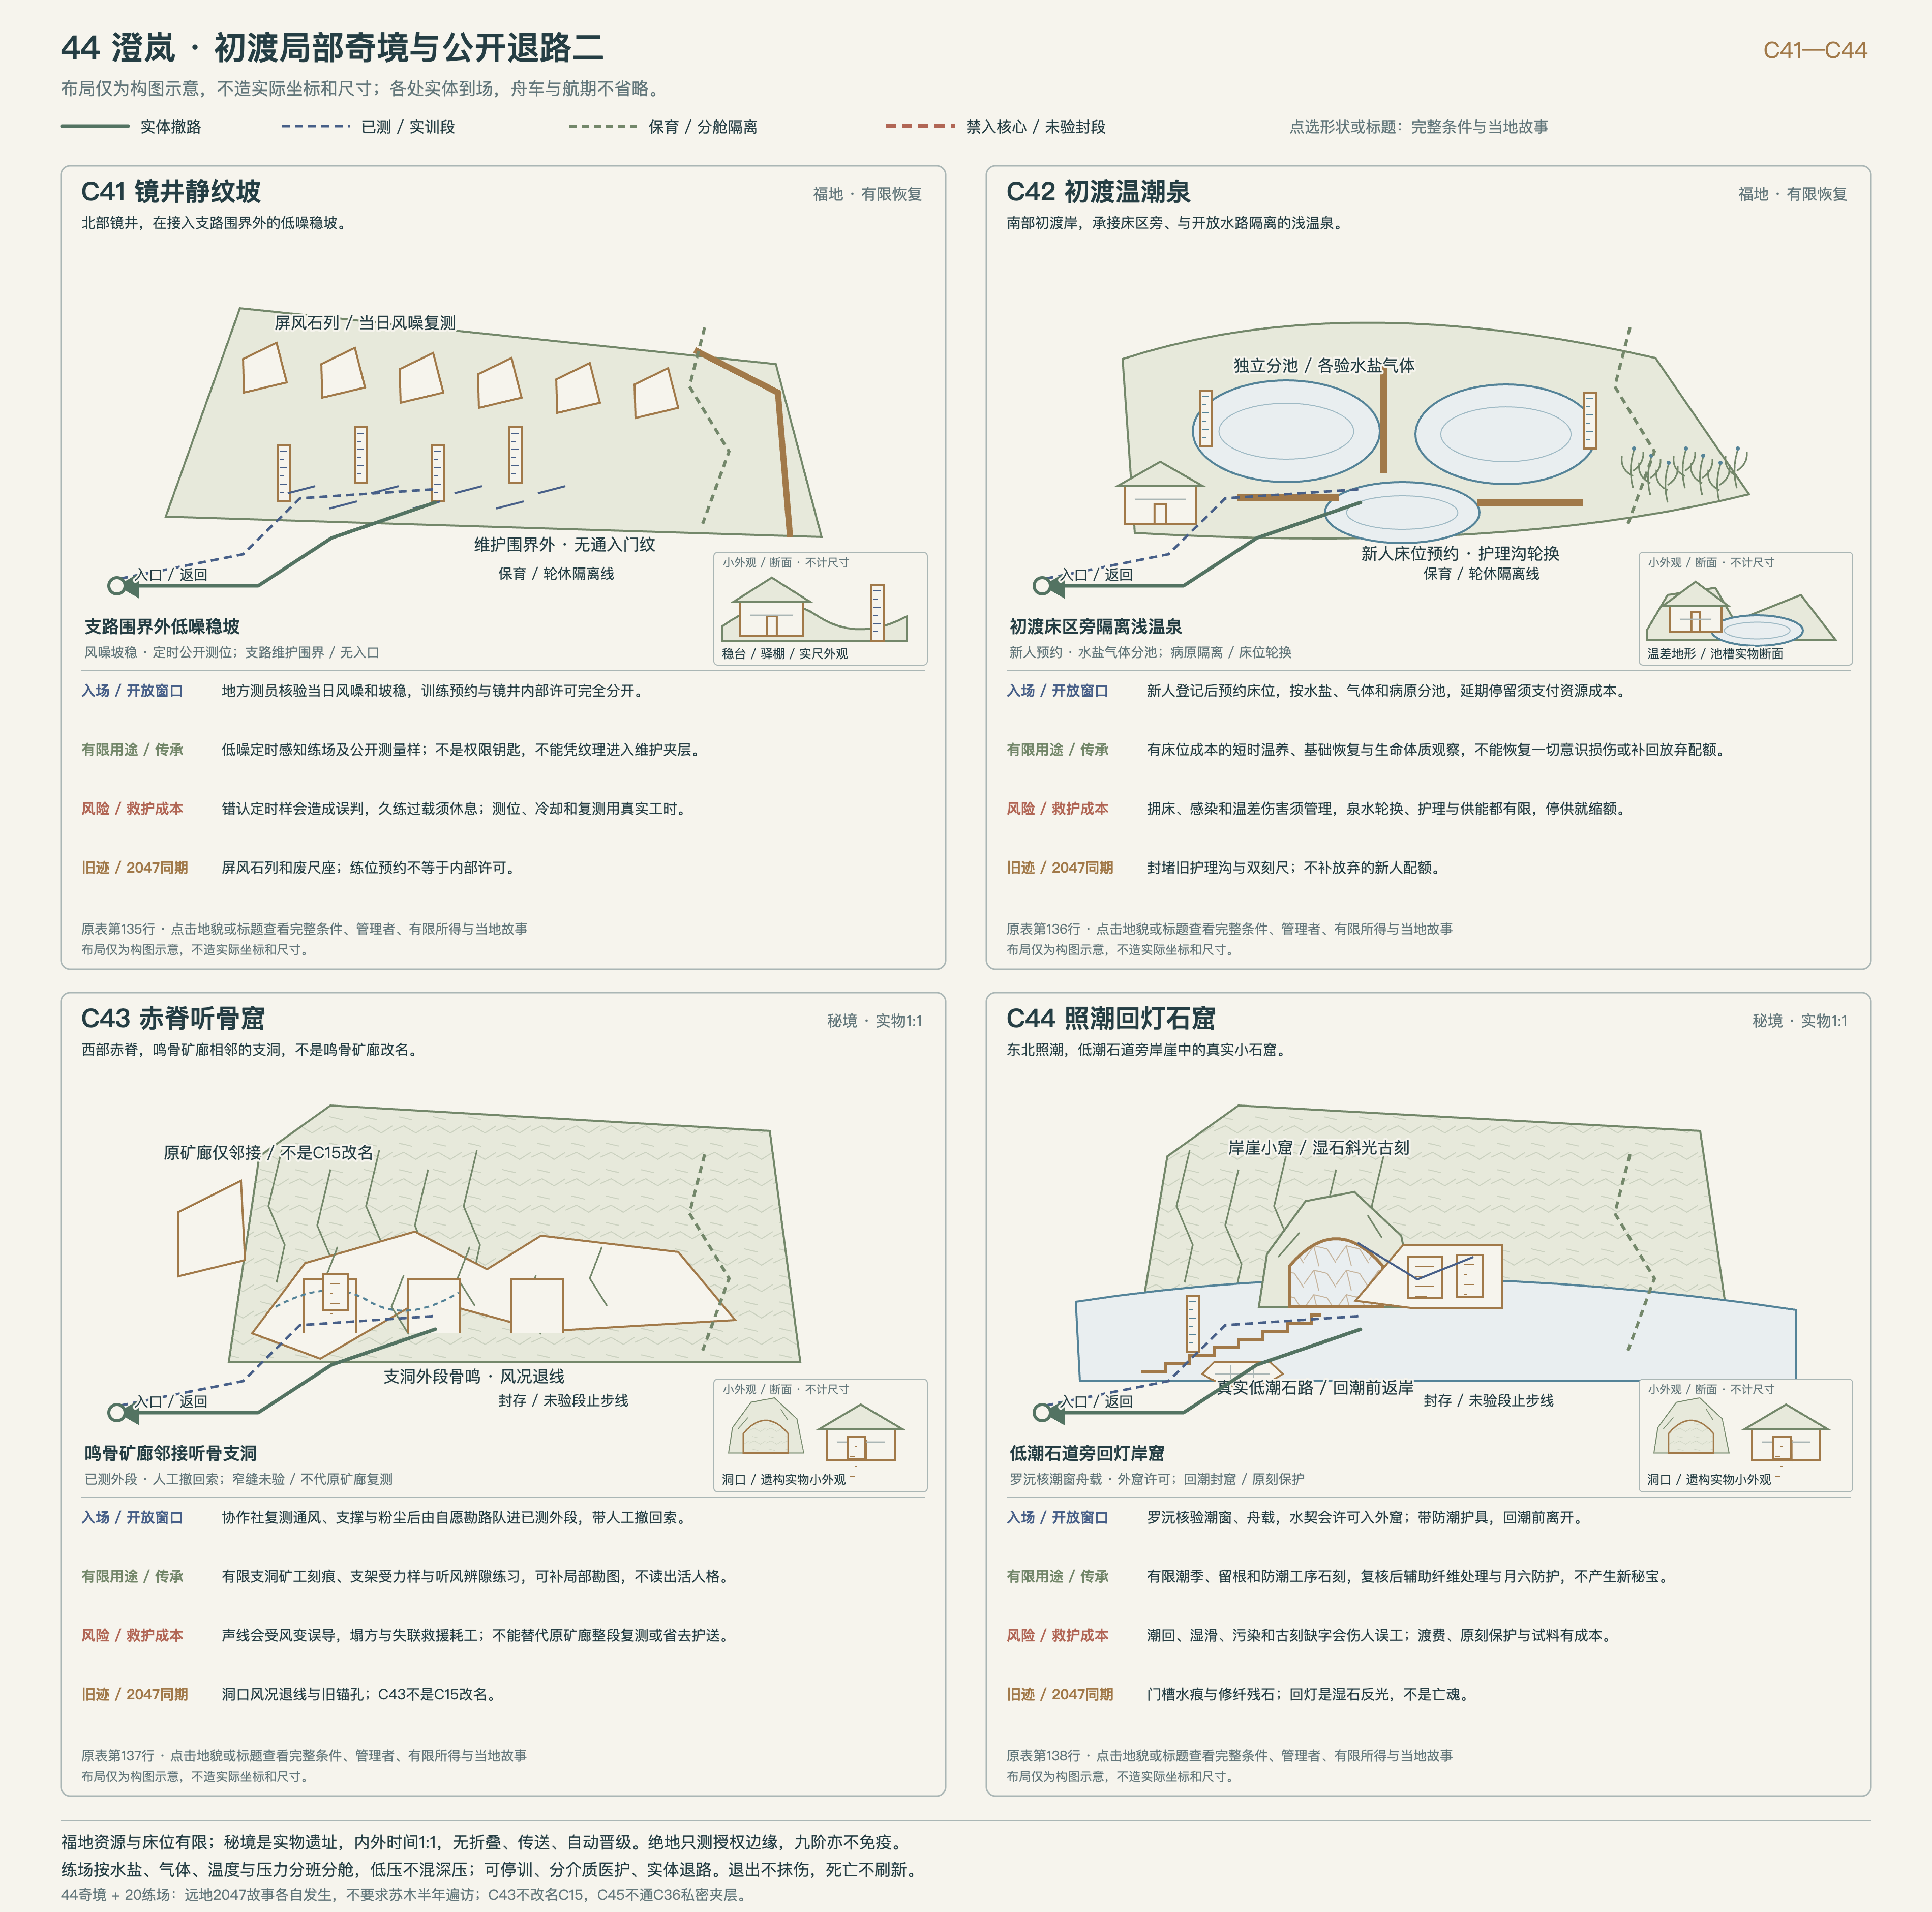 44 澄岚 · 初渡局部奇境与公开退路二
C41—C44
布局仅为构图示意，不造实际坐标和尺寸；各处实体到场，舟车与航期不省略。
实体撤路
已测 / 实训段
保育 / 分舱隔离
禁入核心 / 未验封段
点选形状或标题：完整条件与当地故事
C41 镜井静纹坡
福地 · 有限恢复
北部镜井，在接入支路围界外的低噪稳坡。
屏风石列 / 当日风噪复测
维护围界外 · 无通入门纹
保育 / 轮休隔离线
入口 / 返回
小外观 / 断面 · 不计尺寸
稳台 / 驿棚 / 实尺外观
支路围界外低噪稳坡
风噪坡稳 · 定时公开测位；支路维护围界 / 无入口
入场 / 开放窗口
地方测员核验当日风噪和坡稳，训练预约与镜井内部许可完全分开。
有限用途 / 传承
低噪定时感知练场及公开测量样；不是权限钥匙，不能凭纹理进入维护夹层。
风险 / 救护成本
错认定时样会造成误判，久练过载须休息；测位、冷却和复测用真实工时。
旧迹 / 2047同期
屏风石列和废尺座；练位预约不等于内部许可。
原表第135行 · 点击地貌或标题查看完整条件、管理者、有限所得与当地故事
布局仅为构图示意，不造实际坐标和尺寸。
C42 初渡温潮泉
福地 · 有限恢复
南部初渡岸，承接床区旁、与开放水路隔离的浅温泉。
独立分池 / 各验水盐气体
新人床位预约 · 护理沟轮换
保育 / 轮休隔离线
入口 / 返回
小外观 / 断面 · 不计尺寸
温差地形 / 池槽实物断面
初渡床区旁隔离浅温泉
新人预约 · 水盐气体分池；病原隔离 / 床位轮换
入场 / 开放窗口
新人登记后预约床位，按水盐、气体和病原分池，延期停留须支付资源成本。
有限用途 / 传承
有床位成本的短时温养、基础恢复与生命体质观察，不能恢复一切意识损伤或补回放弃配额。
风险 / 救护成本
拥床、感染和温差伤害须管理，泉水轮换、护理与供能都有限，停供就缩额。
旧迹 / 2047同期
封堵旧护理沟与双刻尺；不补放弃的新人配额。
原表第136行 · 点击地貌或标题查看完整条件、管理者、有限所得与当地故事
布局仅为构图示意，不造实际坐标和尺寸。
C43 赤脊听骨窟
秘境 · 实物1:1
西部赤脊，鸣骨矿廊相邻的支洞，不是鸣骨矿廊改名。
原矿廊仅邻接 / 不是C15改名
支洞外段骨鸣 · 风况退线
封存 / 未验段止步线
入口 / 返回
小外观 / 断面 · 不计尺寸
洞口 / 遗构实物小外观
鸣骨矿廊邻接听骨支洞
已测外段 · 人工撤回索；窄缝未验 / 不代原矿廊复测
入场 / 开放窗口
协作社复测通风、支撑与粉尘后由自愿勘路队进已测外段，带人工撤回索。
有限用途 / 传承
有限支洞矿工刻痕、支架受力样与听风辨隙练习，可补局部勘图，不读出活人格。
风险 / 救护成本
声线会受风变误导，塌方与失联救援耗工；不能替代原矿廊整段复测或省去护送。
旧迹 / 2047同期
洞口风况退线与旧锚孔；C43不是C15改名。
原表第137行 · 点击地貌或标题查看完整条件、管理者、有限所得与当地故事
布局仅为构图示意，不造实际坐标和尺寸。
C44 照潮回灯石窟
秘境 · 实物1:1
东北照潮，低潮石道旁岸崖中的真实小石窟。
岸崖小窟 / 湿石斜光古刻
真实低潮石路 / 回潮前返岸
封存 / 未验段止步线
入口 / 返回
小外观 / 断面 · 不计尺寸
洞口 / 遗构实物小外观
低潮石道旁回灯岸窟
罗沅核潮窗舟载 · 外窟许可；回潮封窟 / 原刻保护
入场 / 开放窗口
罗沅核验潮窗、舟载，水契会许可入外窟；带防潮护具，回潮前离开。
有限用途 / 传承
有限潮季、留根和防潮工序石刻，复核后辅助纤维处理与月六防护，不产生新秘宝。
风险 / 救护成本
潮回、湿滑、污染和古刻缺字会伤人误工；渡费、原刻保护与试料有成本。
旧迹 / 2047同期
门槽水痕与修纤残石；回灯是湿石反光，不是亡魂。
原表第138行 · 点击地貌或标题查看完整条件、管理者、有限所得与当地故事
布局仅为构图示意，不造实际坐标和尺寸。
福地资源与床位有限；秘境是实物遗址，内外时间1:1，无折叠、传送、自动晋级。绝地只测授权边缘，九阶亦不免疫。
练场按水盐、气体、温度与压力分班分舱，低压不混深压；可停训、分介质医护、实体退路。退出不抹伤，死亡不刷新。
44奇境 + 20练场：远地2047故事各自发生，不要求苏木半年遍访；C43不改名C15，C45不通C36私密夹层。